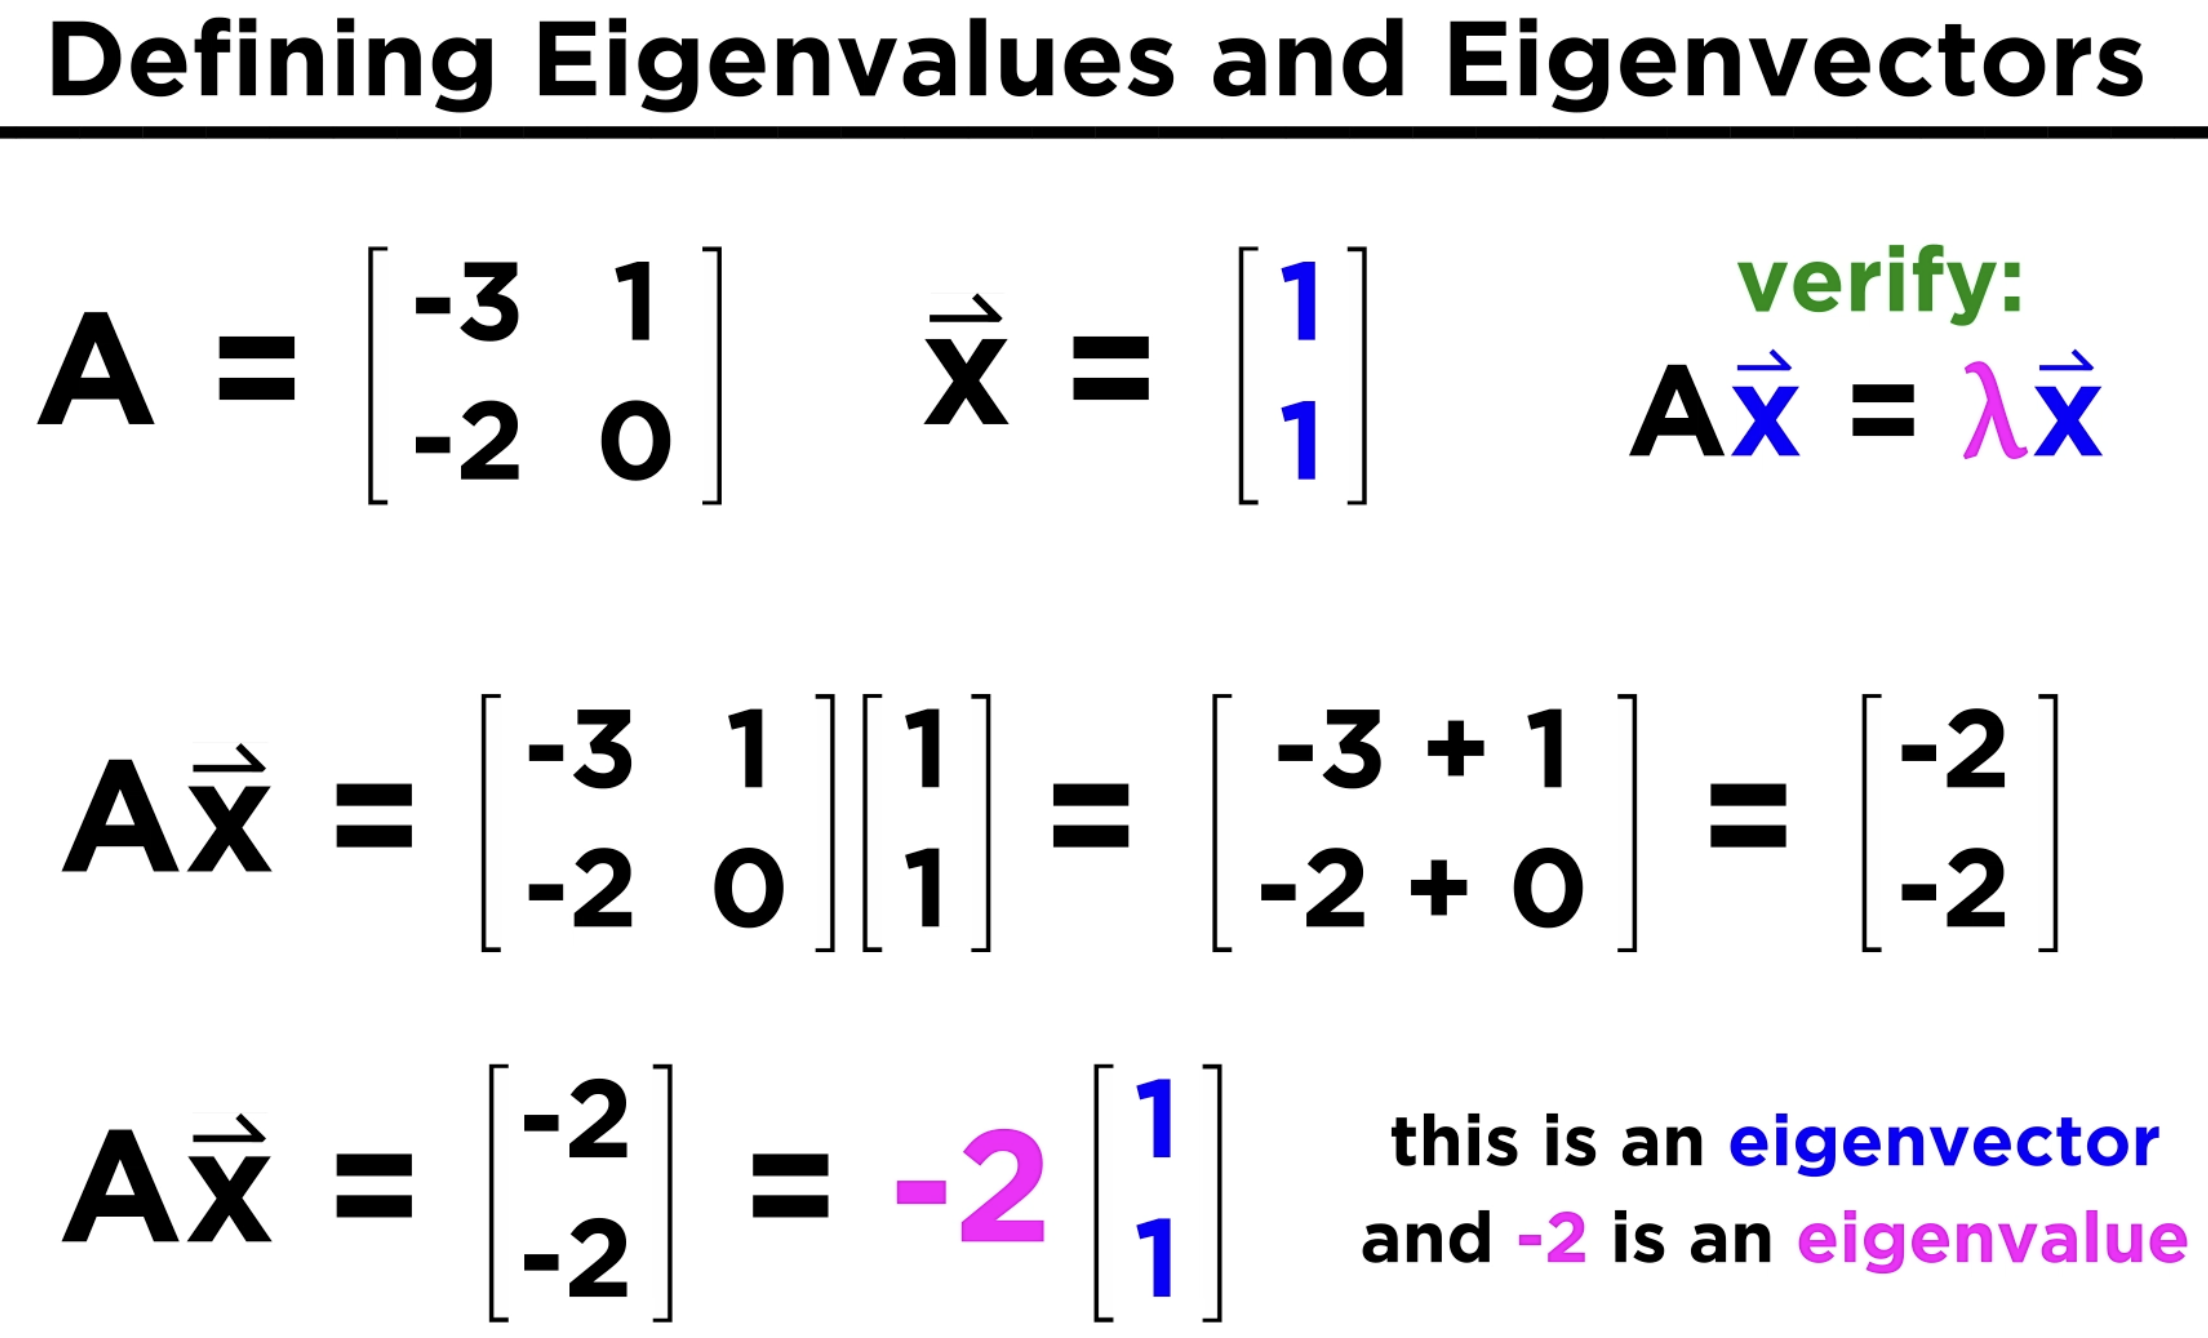 Defining Eigenvalues and Eigenvectors
A = [ -3 1 ; -2 0 ] x⃗ = [ 1 ; 1 ]
verify:
Ax⃗ = λx⃗
Ax⃗ = [ -3 1 ; -2 0 ] [ 1 ; 1 ] = [ -3 + 1 ; -2 + 0 ] = [ -2 ; -2 ]
Ax⃗ = [ -2 ; -2 ] = -2 [ 1 ; 1 ]
this is an eigenvector
and -2 is an eigenvalue